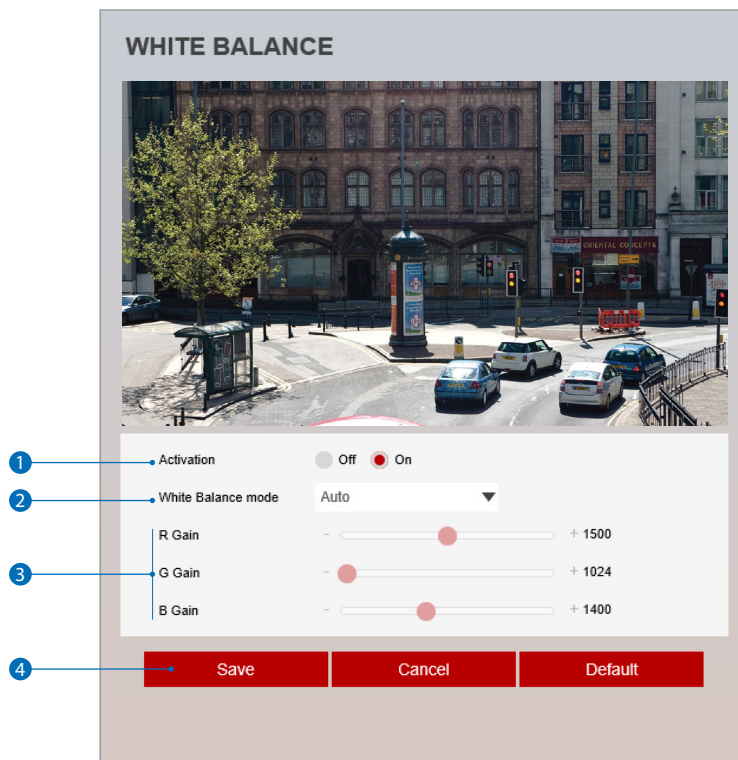 WHITE BALANCE
ORIENTAL CONCEPTS
1 Activation Off On
2 White Balance mode Auto
R Gain - + 1500
3 G Gain - + 1024
B Gain - + 1400
4 Save Cancel Default